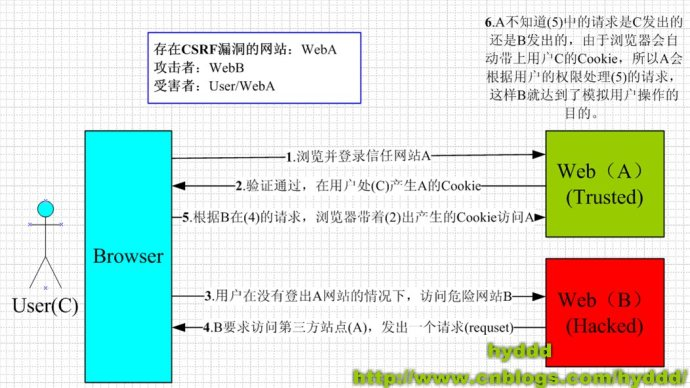 存在CSRF漏洞的网站：WebA
攻击者：WebB
受害者：User/WebA
6.A不知道(5)中的请求是C发出的
还是B发出的，由于浏览器会自
动带上用户C的Cookie，所以A会
根据用户的权限处理(5)的请求，
这样B就达到了模拟用户操作的
目的。
1.浏览并登录信任网站A
2.验证通过，在用户处(C)产生A的Cookie
5.根据B在(4)的请求，浏览器带着(2)出产生的Cookie访问A
Web（A）
(Trusted)
Browser
User(C)
3.用户在没有登出A网站的情况下，访问危险网站B
4.B要求访问第三方站点(A)，发出一个请求(requset)
Web（B）
(Hacked)
hyddd
http://www.cnblogs.com/hyddd/